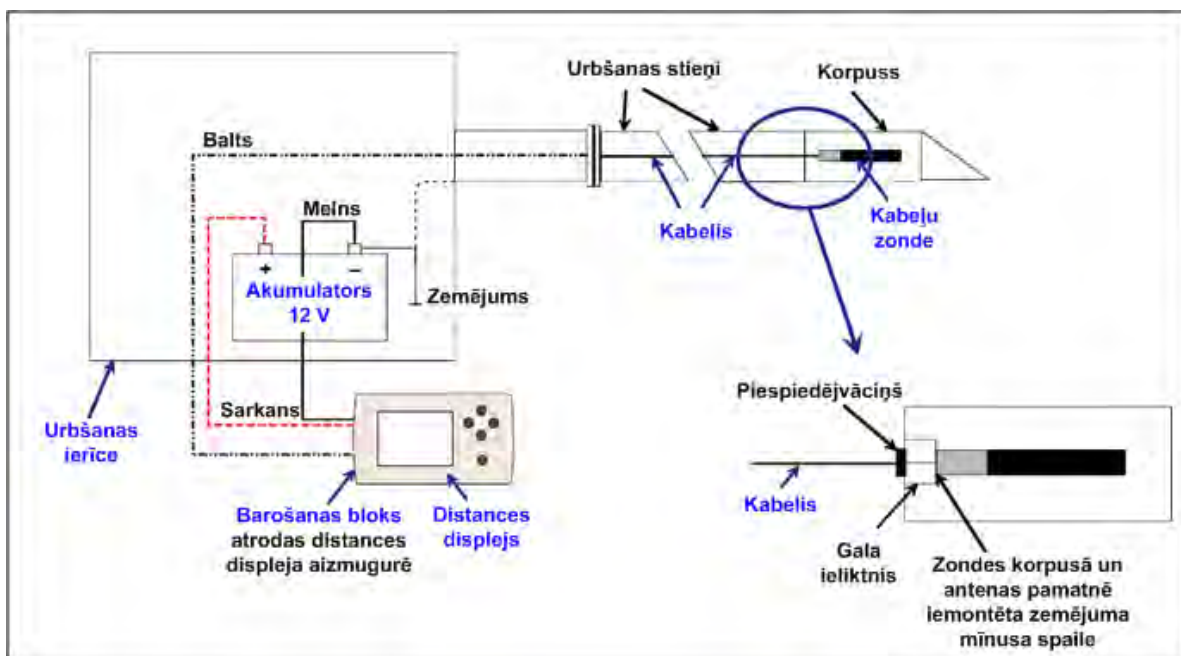 Urbšanas stieņi
Korpuss
Balts
Melns
Kabelis
Kabeļu
zonde
+
–
Akumulators
12 V
Zemējums
Piespiedējvāciņš
Sarkans
Urbšanas
ierīce
Kabelis
Barošanas bloks
atrodas distances
displeja aizmugurē
Distances
displejs
Gala
ieliktnis
Zondes korpusā un
antenas pamatnē
iemontēta zemējuma
mīnusa spaile